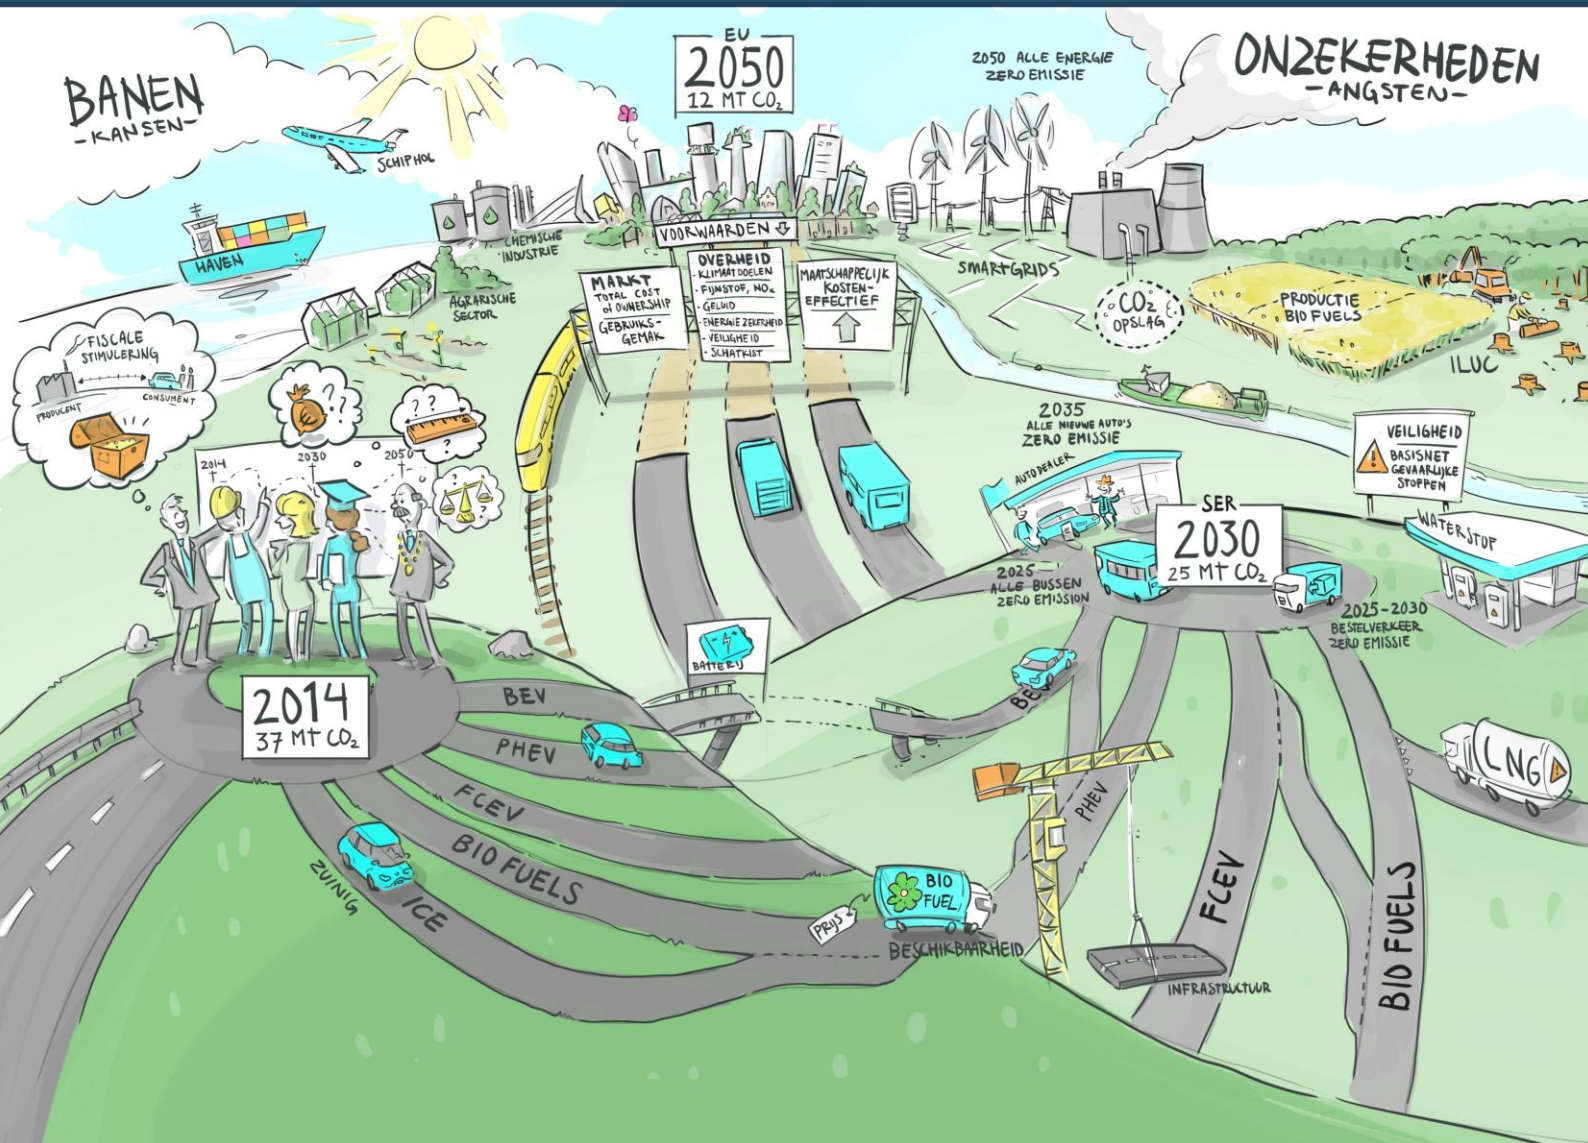 BANEN
-KANSEN-
SCHIPHOL
HAVEN
CHEMISCHE
INDUSTRIE
AGRARISCHE
SECTOR
EU
2050
12 MT CO₂
2050 ALLE ENERGIE
ZERO EMISSIE
ONZEKERHEDEN
-ANGSTEN-
SMARTGRIDS
CO₂
OPSLAG
PRODUCTIE
BIO FUELS
ILUC
VOORWAARDEN
MARKT
TOTAL COST
of OWNERSHIP
GEBRUIKS-
GEMAK
OVERHEID
- KLIMAATDOELEN
- FIJNSTOF, NOx
- GELUID
- ENERGIEZEKERHEID
- VEILIGHEID
- SCHATKIST
MAATSCHAPPELIJK
KOSTEN-
EFFECTIEF
FISCALE
STIMULERING
PRODUCENT
CONSUMENT
€
? ?
?
? ?
?
?
?
2014
2030
2050
2035
ALLE NIEUWE AUTO'S
ZERO EMISSIE
AUTODEALER
VEILIGHEID
BASISNET
GEVAARLIJKE
STOFFEN
WATERSTOF
SER
2030
25 MT CO₂
2025
ALLE BUSSEN
ZERO EMISSION
2025-2030
BESTELVERKEER
ZERO EMISSIE
BATTERIJ
2014
37 MT CO₂
BEV
PHEV
FCEV
BIO FUELS
ICE
ZUINIG
BIO
FUEL
PRIJS
BESCHIKBAARHEID
PHEV
FCEV
BIO FUELS
LNG
INFRASTRUCTUUR